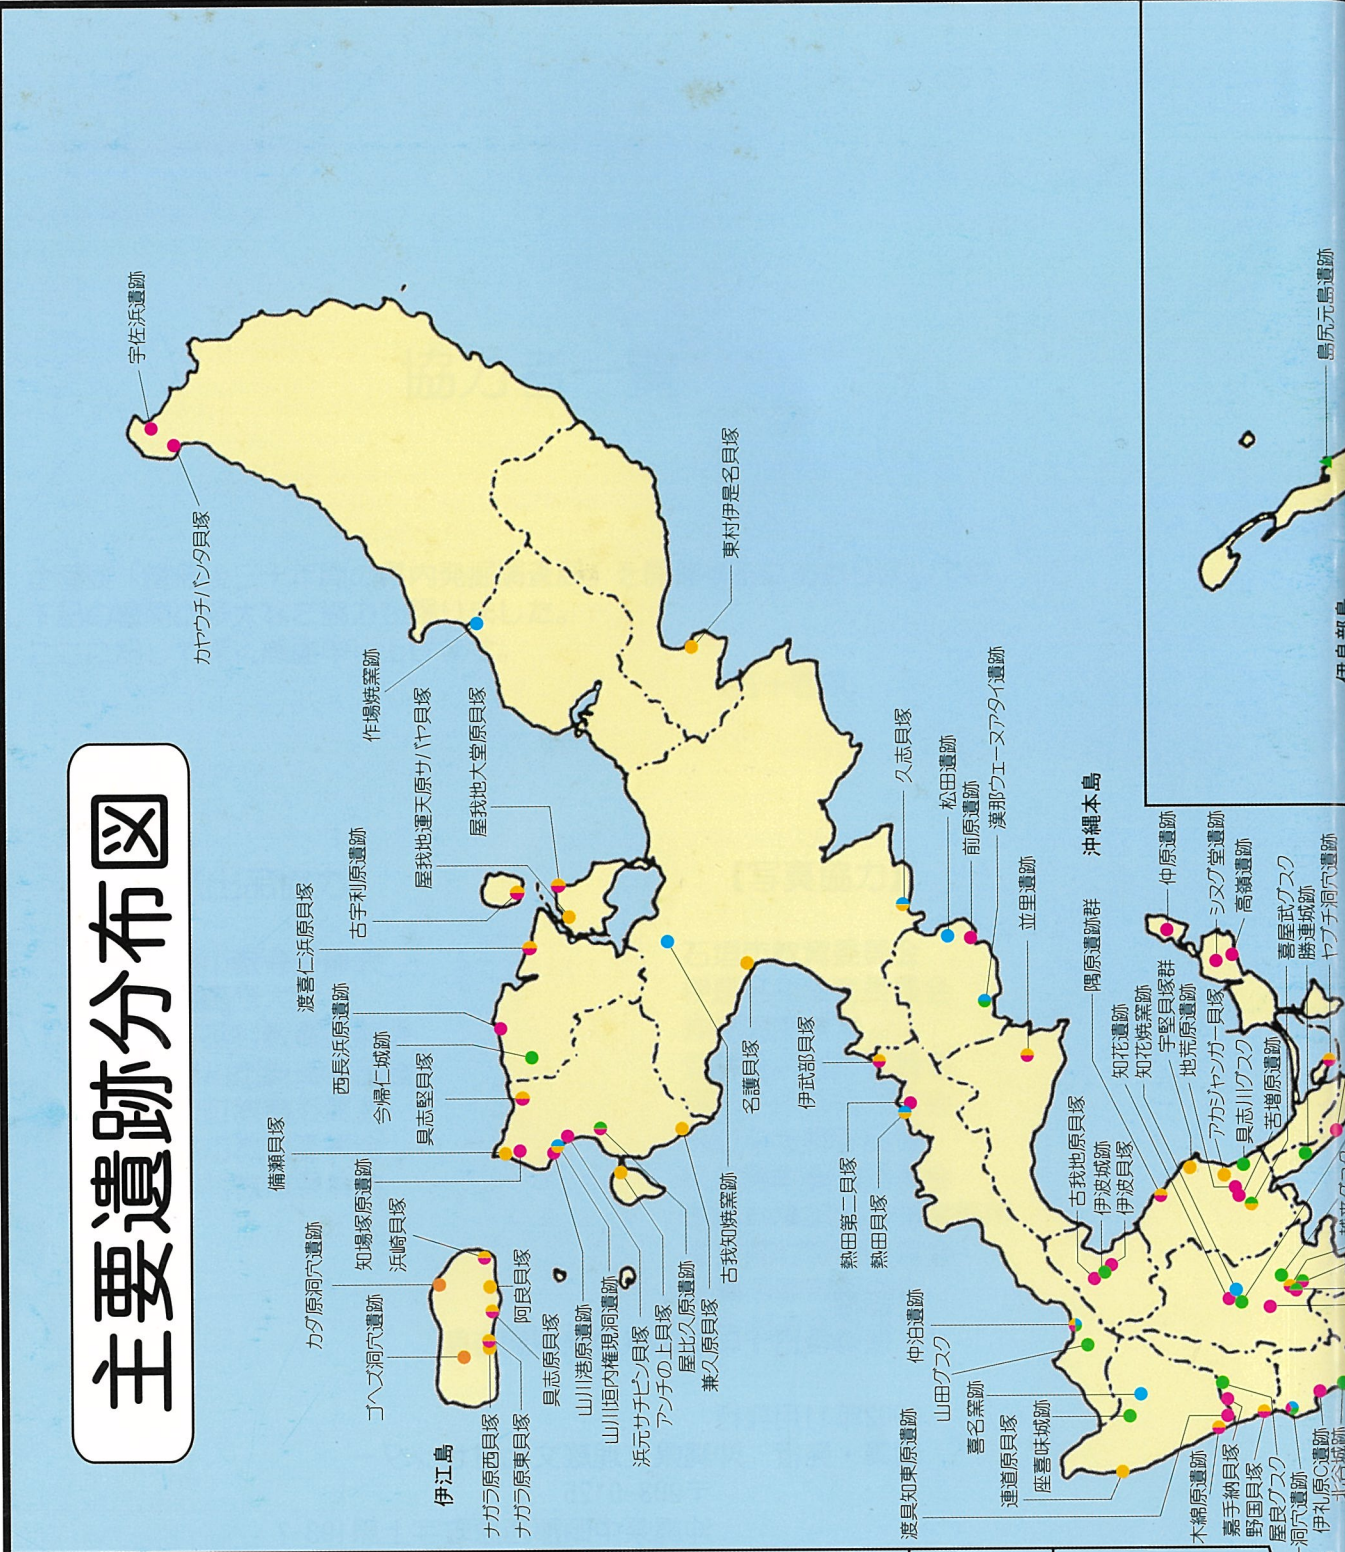 主要遺跡分布図
宇佐浜遺跡
カヤウチバンタ貝塚
作場焼窯跡
屋我地運天原サバヤ貝塚
屋我地大堂原貝塚
古宇利原遺跡
渡喜仁浜原貝塚
西長浜原遺跡
今帰仁城跡
具志堅貝塚
備瀬貝塚
知場塚原遺跡
浜崎貝塚
カダ原洞穴遺跡
ゴヘズ洞穴遺跡
伊江島
ナガラ原西貝塚
ナガラ原東貝塚
阿良貝塚
具志原貝塚
山川港原遺跡
山川垣内権現洞遺跡
浜元サチピン貝塚
アンチの上貝塚
屋比久原遺跡
兼久原貝塚
古我知焼窯跡
名護貝塚
東村伊是名貝塚
伊武部貝塚
熱田第二貝塚
熱田貝塚
久志貝塚
松田遺跡
前原遺跡
漢那ウェーヌアタイ遺跡
並里遺跡
沖縄本島
隅原遺跡群
知花遺跡
知花焼窯跡
宇堅貝塚群
地荒原遺跡
アカジャンガー貝塚
具志川グスク
苦増原遺跡
仲原遺跡
シヌグ堂遺跡
高嶺遺跡
喜屋武グスク
勝連城跡
ヤブチ洞穴遺跡
古我地原貝塚
伊波城跡
伊波貝塚
仲泊遺跡
山田グスク
喜名窯跡
連道原貝塚
座喜味城跡
渡具知東原遺跡
木綿原遺跡
嘉手納貝塚
野国貝塚
屋良グスク
洞穴遺跡
伊礼原C遺跡
北谷城跡
島尻元島遺跡